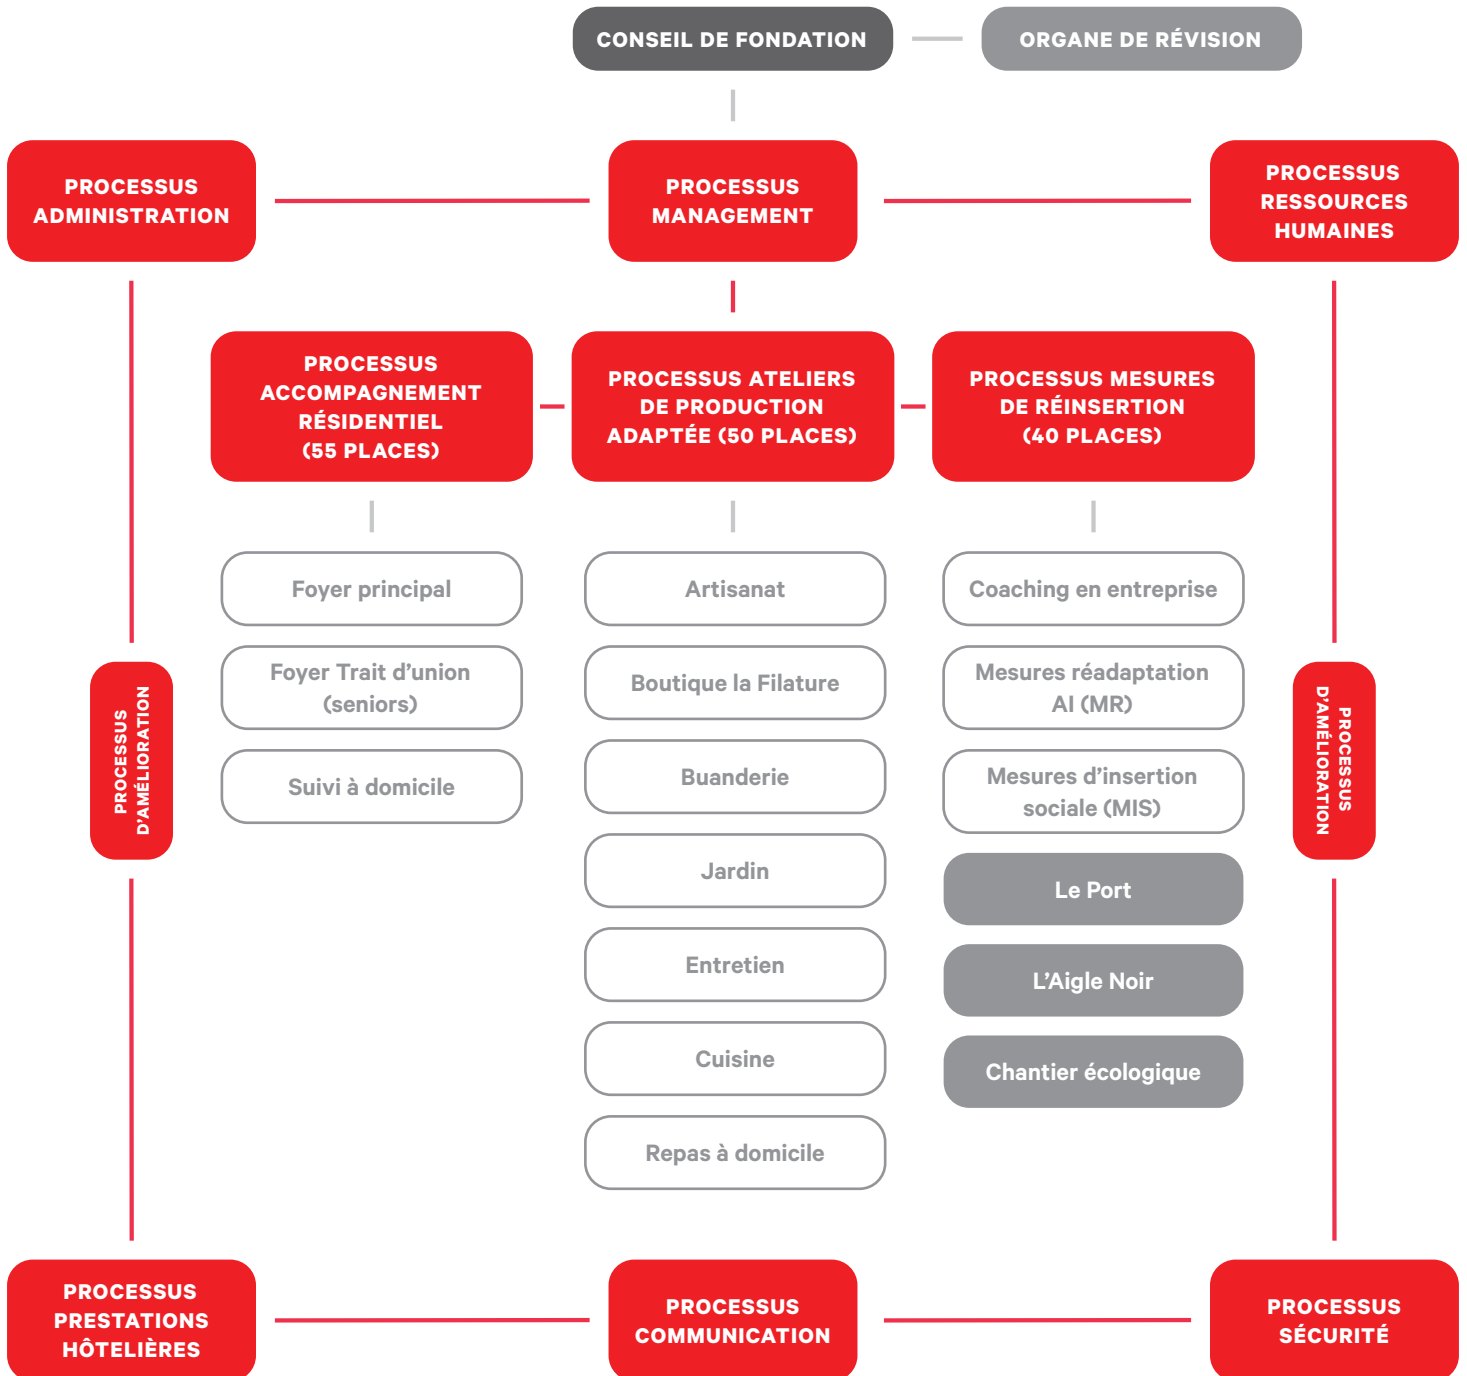 CONSEIL DE FONDATION
ORGANE DE RÉVISION
PROCESSUS
ADMINISTRATION
PROCESSUS
MANAGEMENT
PROCESSUS
RESSOURCES
HUMAINES
PROCESSUS
ACCOMPAGNEMENT
RÉSIDENTIEL
(55 PLACES)
PROCESSUS ATELIERS
DE PRODUCTION
ADAPTÉE (50 PLACES)
PROCESSUS MESURES
DE RÉINSERTION
(40 PLACES)
Foyer principal
Foyer Trait d’union
(seniors)
Suivi à domicile
Artisanat
Boutique la Filature
Buanderie
Jardin
Entretien
Cuisine
Repas à domicile
Coaching en entreprise
Mesures réadaptation
AI (MR)
Mesures d’insertion
sociale (MIS)
Le Port
L’Aigle Noir
Chantier écologique
PROCESSUS
D’AMÉLIORATION
PROCESSUS
D’AMÉLIORATION
PROCESSUS
PRESTATIONS
HÔTELIÈRES
PROCESSUS
COMMUNICATION
PROCESSUS
SÉCURITÉ